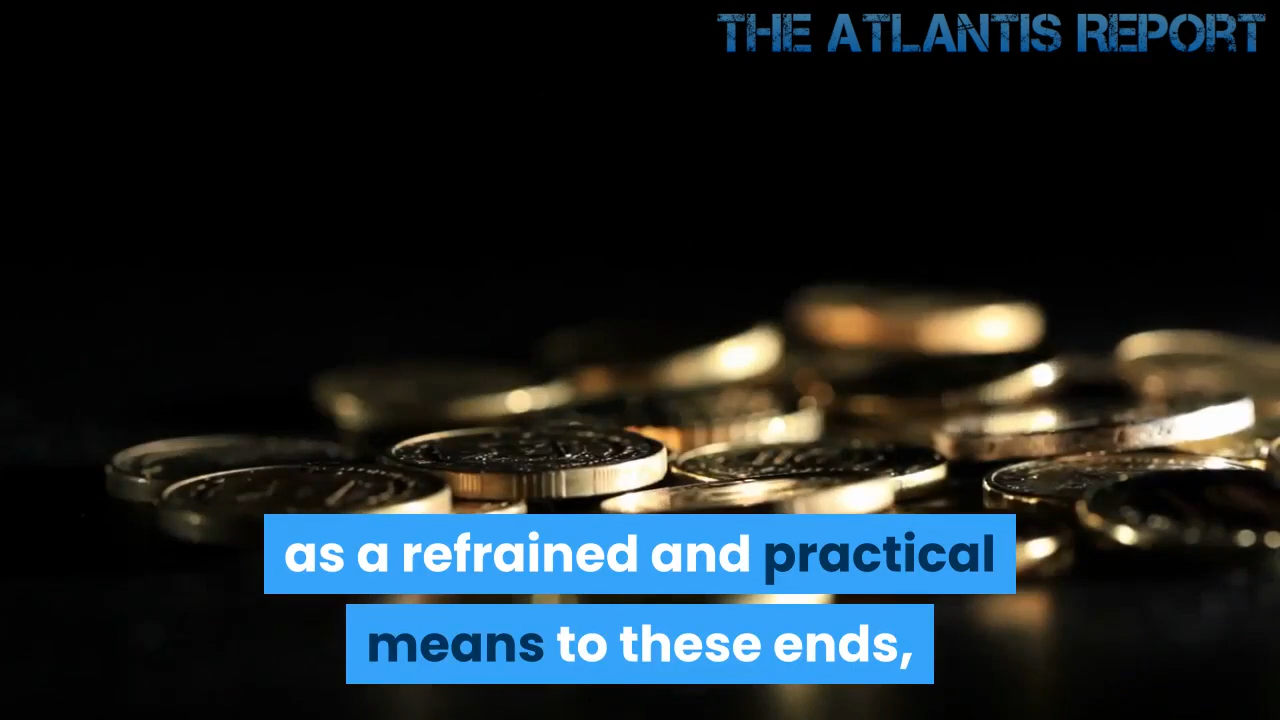 THE ATLANTIS REPORT
as a refrained and practical
means to these ends,